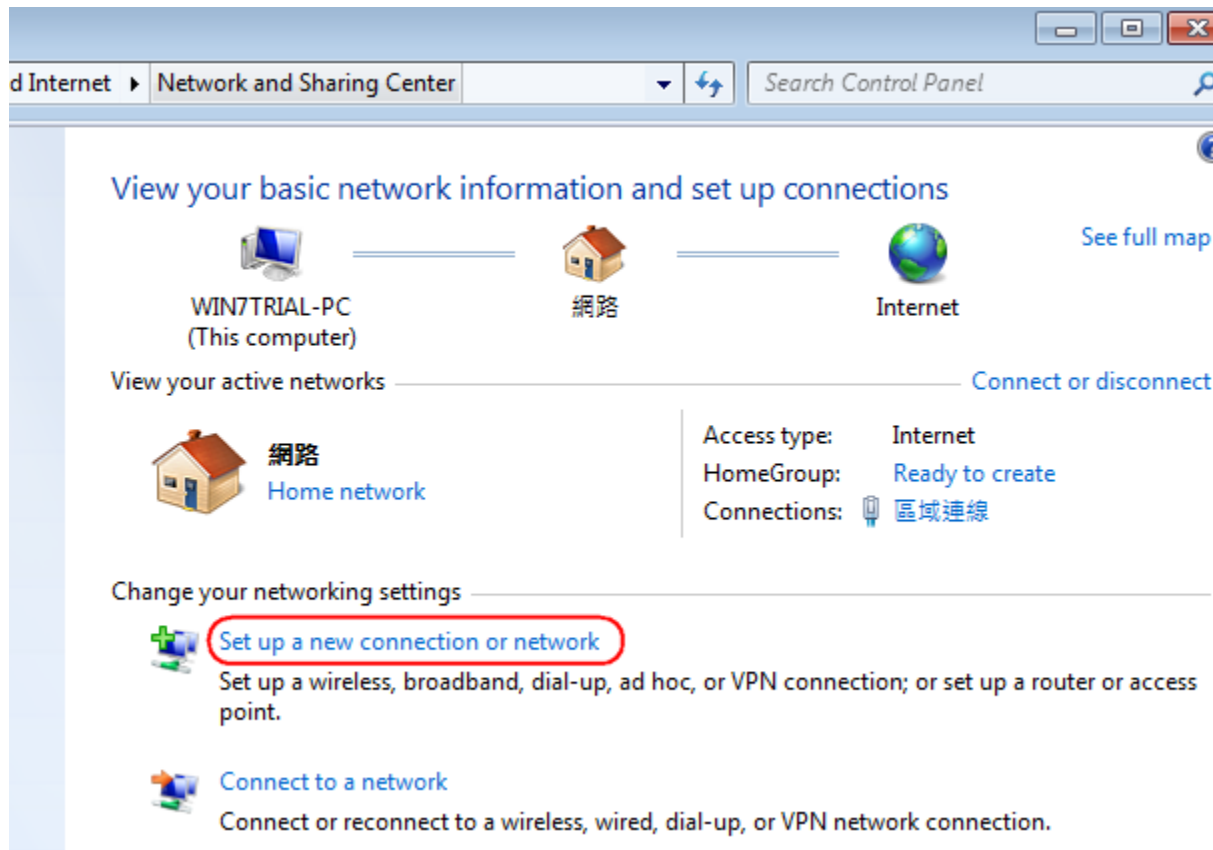 d Internet ▸ Network and Sharing Center
Search Control Panel
View your basic network information and set up connections
See full map
WIN7TRIAL-PC
(This computer)
網路
Internet
View your active networks
Connect or disconnect
網路
Home network
Access type: Internet
HomeGroup: Ready to create
Connections: 區域連線
Change your networking settings
Set up a new connection or network
Set up a wireless, broadband, dial-up, ad hoc, or VPN connection; or set up a router or access
point.
Connect to a network
Connect or reconnect to a wireless, wired, dial-up, or VPN network connection.